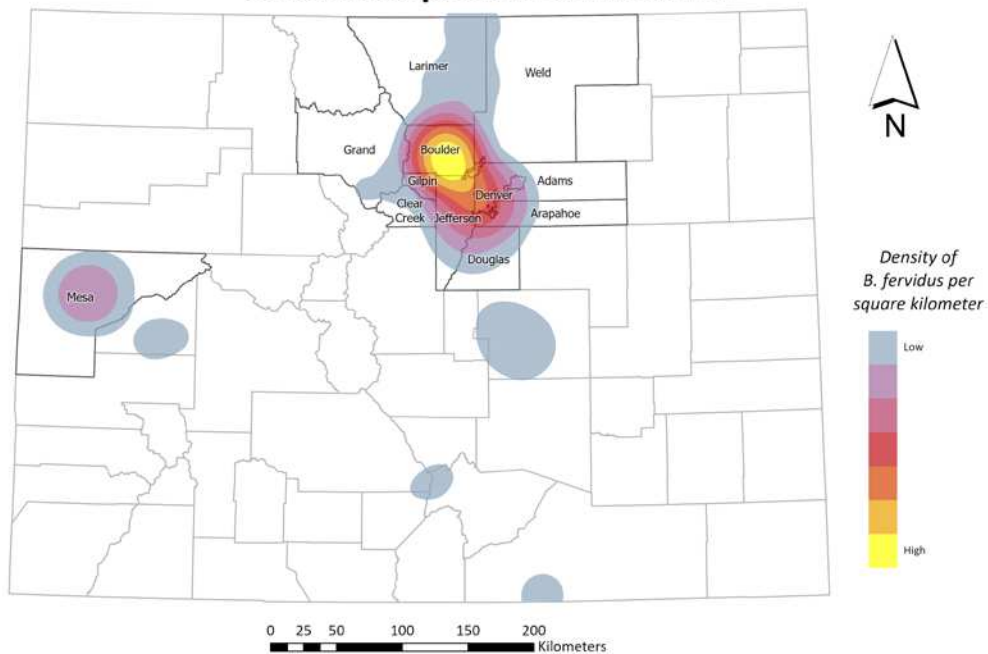 Larimer
Weld
Grand
Boulder
Gilpin
Adams
Denver
Clear
Creek
Jefferson
Arapahoe
Douglas
Mesa
N
Density of
B. fervidus per
square kilometer
Low
High
0 25 50 100 150 200
Kilometers